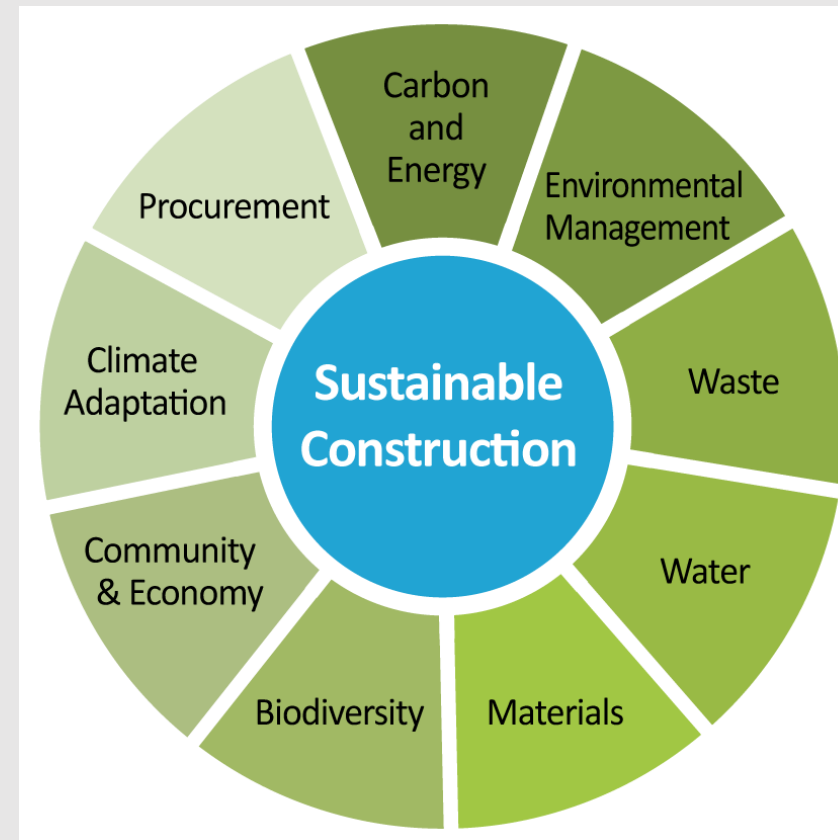 Carbon
and
Energy
Environmental
Management
Waste
Water
Materials
Biodiversity
Community
& Economy
Climate
Adaptation
Procurement
Sustainable
Construction